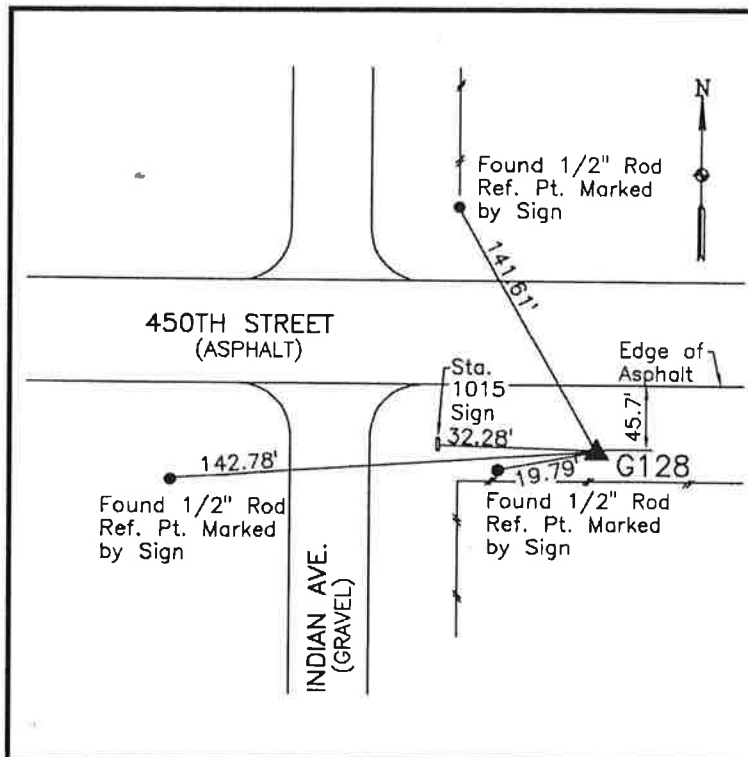 N
Found 1/2" Rod
Ref. Pt. Marked
by Sign
141.61'
450TH STREET
(ASPHALT)
Edge of
Asphalt
Sta.
1015
Sign
45.7'
32.28'
142.78'
19.79'
G128
Found 1/2" Rod
Ref. Pt. Marked
by Sign
Found 1/2" Rod
Ref. Pt. Marked
by Sign
INDIAN AVE.
(GRAVEL)